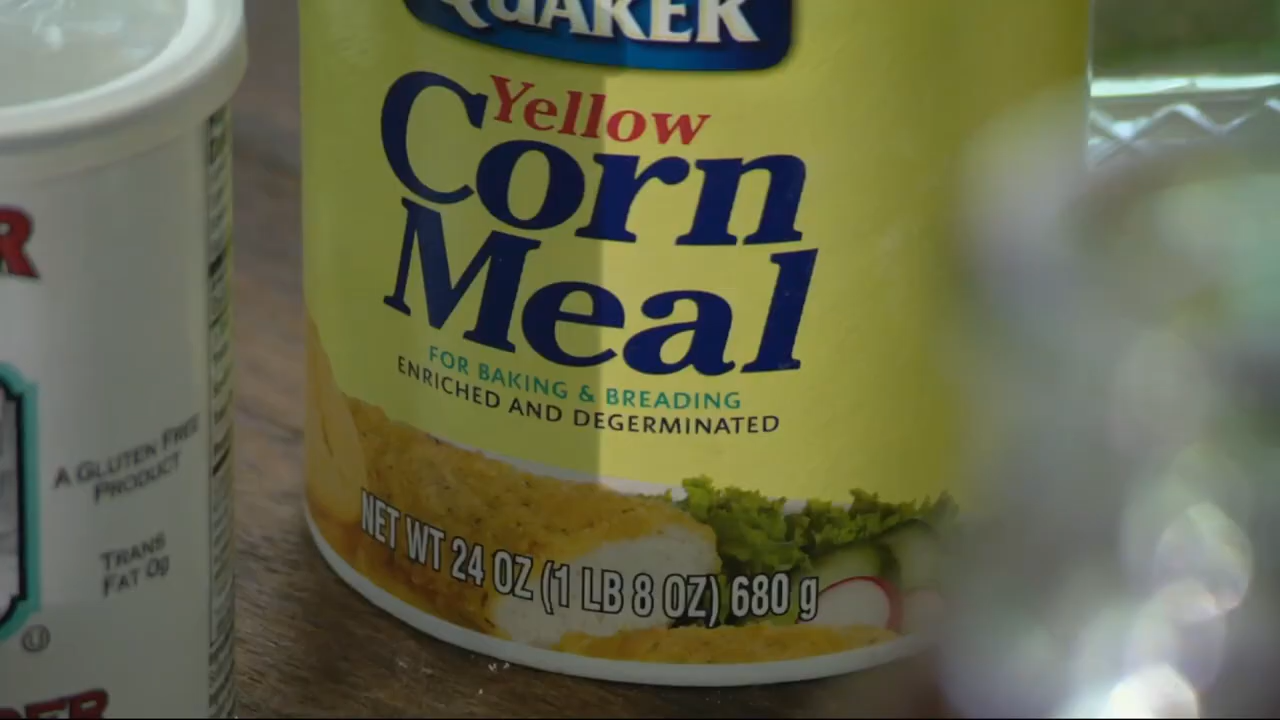 QUAKER
Yellow
Corn
Meal
FOR BAKING & BREADING
ENRICHED AND DEGERMINATED
NET WT 24 OZ (1 LB 8 OZ) 680 g
A GLUTEN FREE
PRODUCT
TRANS
FAT 0g